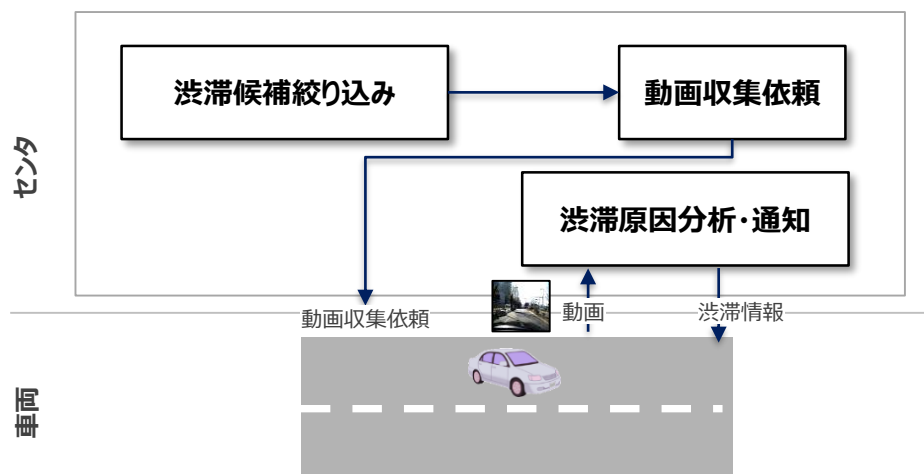 渋滞候補絞り込み
動画収集依頼
センタ
渋滞原因分析・通知
動画収集依頼
動画
渋滞情報
車両